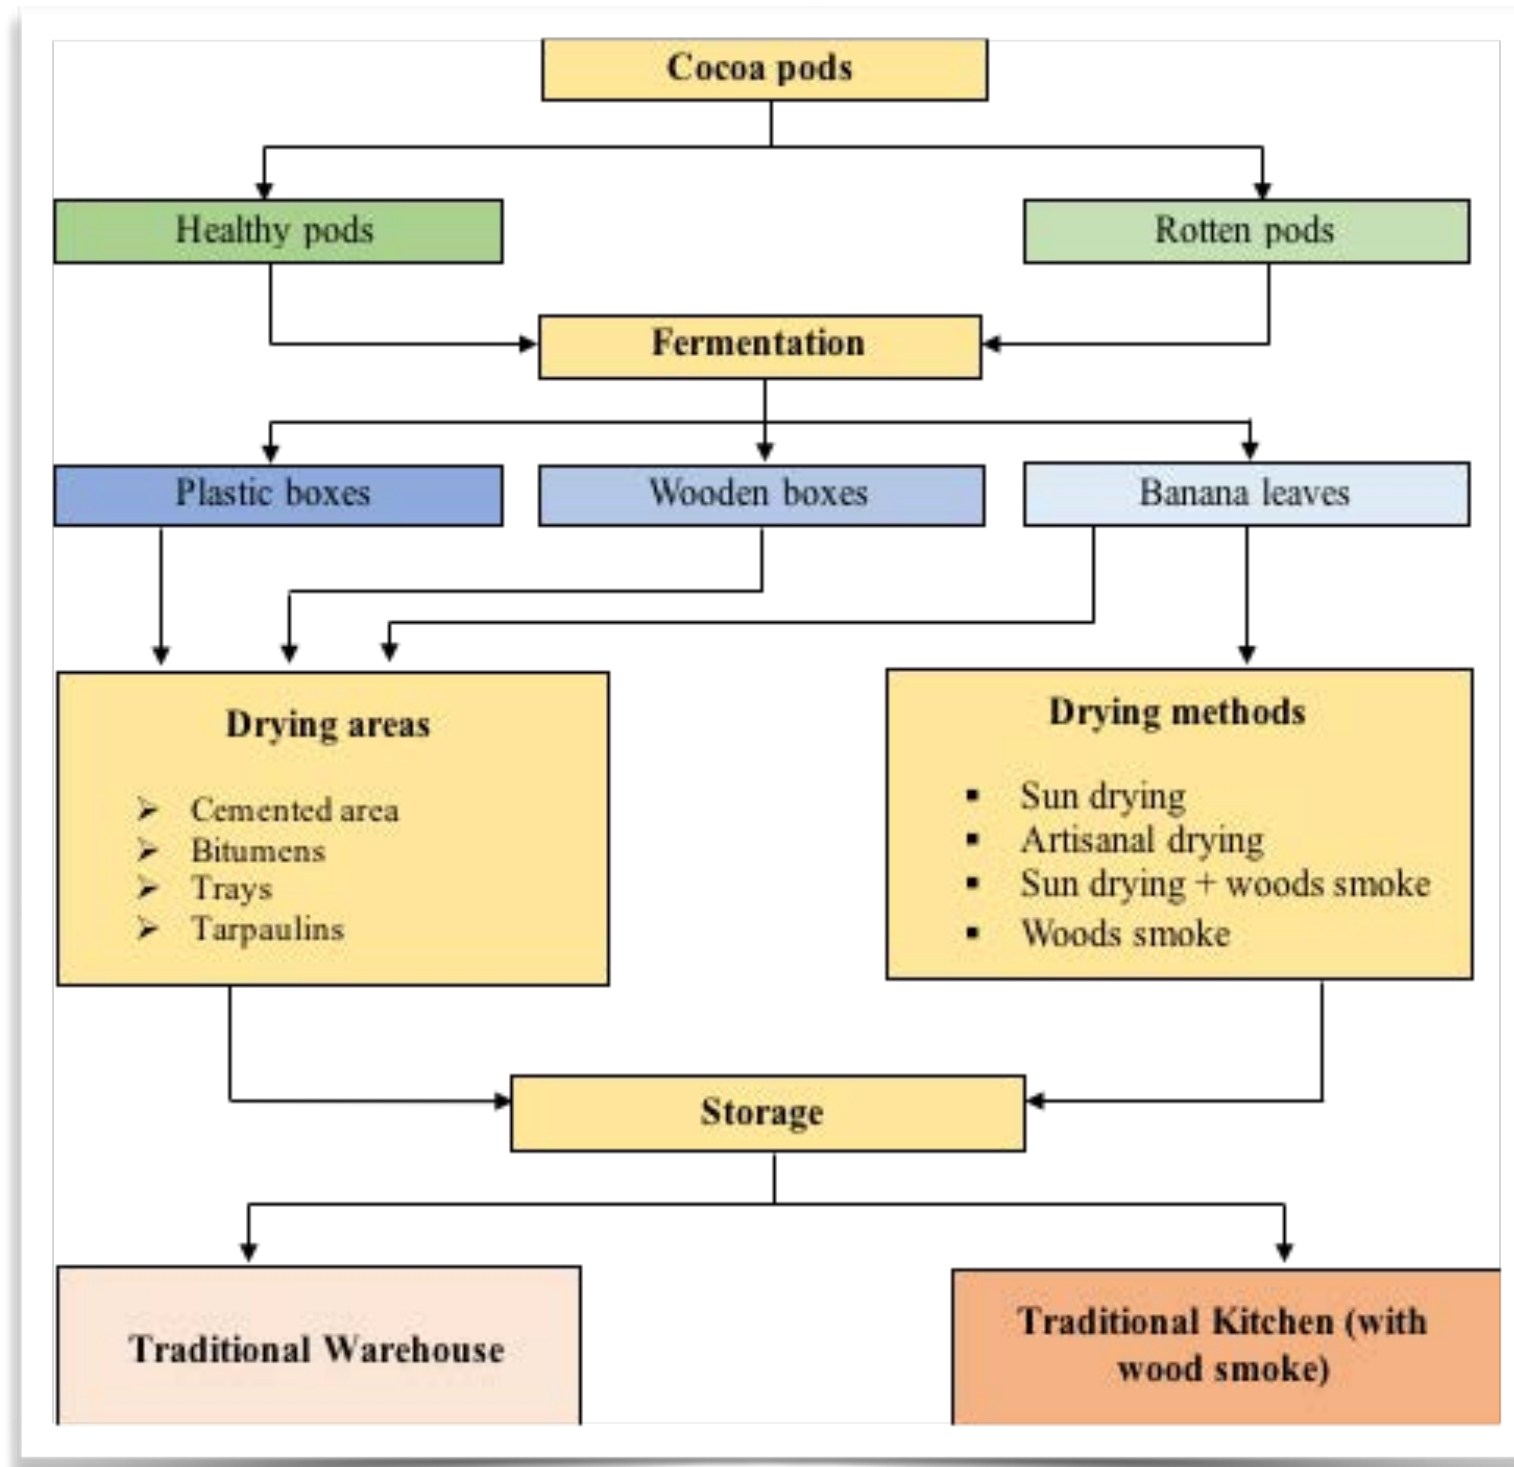 Cocoa pods
Healthy pods
Rotten pods
Fermentation
Plastic boxes
Wooden boxes
Banana leaves
Drying areas
➢ Cemented area
➢ Bitumens
➢ Trays
➢ Tarpaulins
Drying methods
▪ Sun drying
▪ Artisanal drying
▪ Sun drying + woods smoke
▪ Woods smoke
Storage
Traditional Warehouse
Traditional Kitchen (with
wood smoke)